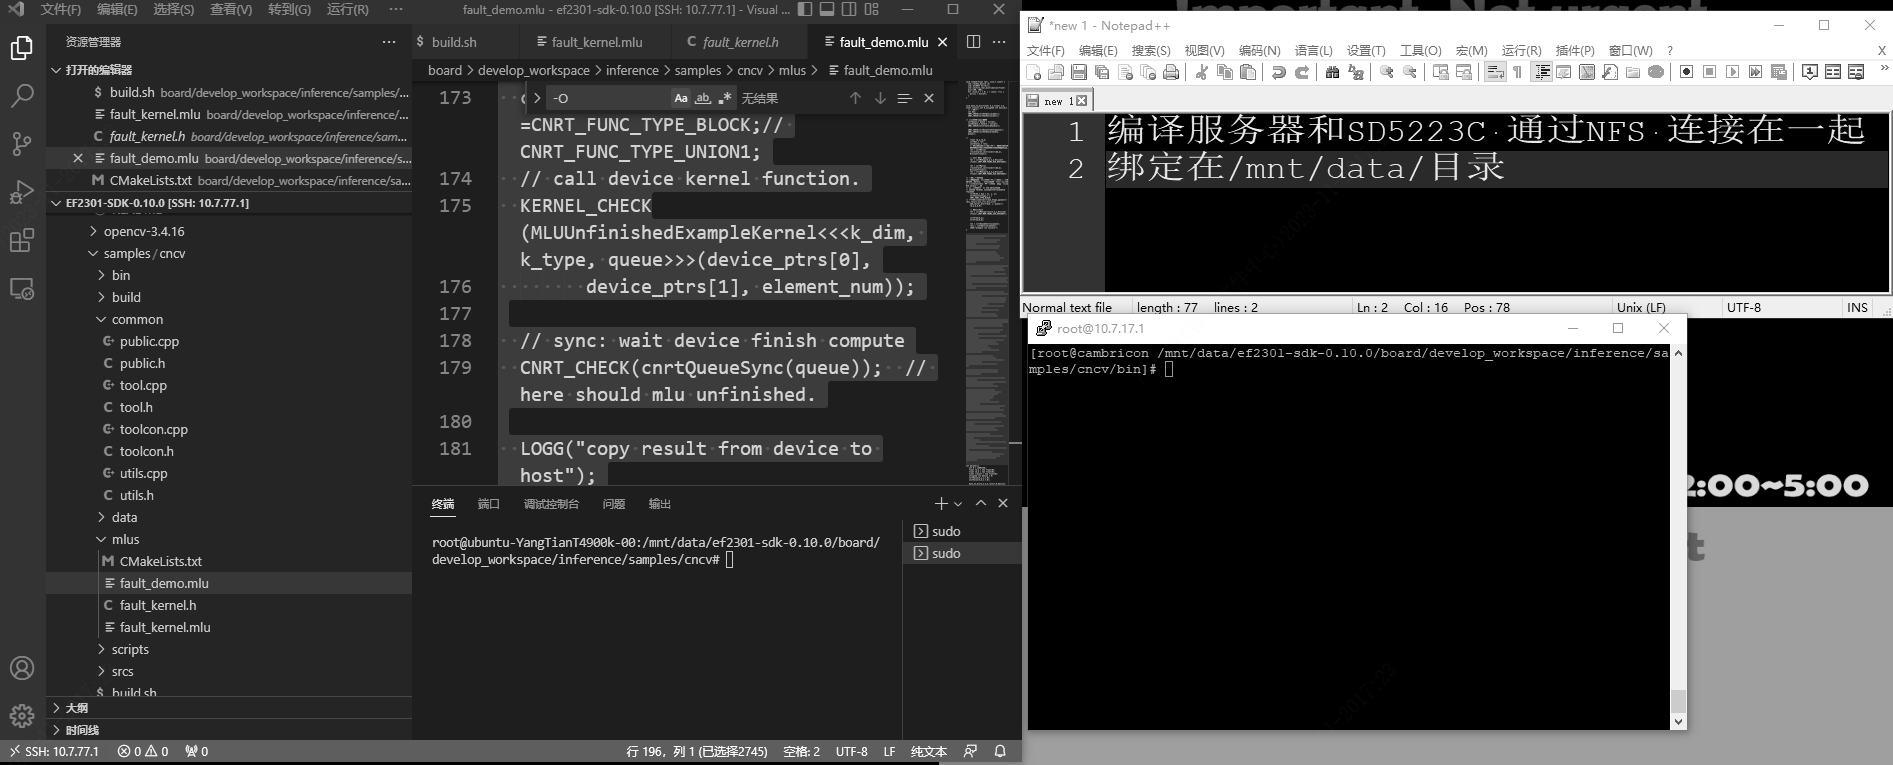 文件(F) 编辑(E) 选择(S) 查看(V) 转到(G) 运行(R) ···
fault_demo.mlu - ef2301-sdk-0.10.0 [SSH: 10.7.77.1] - Visual ...
资源管理器
打开的编辑器
$ build.sh board/develop_workspace/inference/samples/...
fault_kernel.mlu board/develop_workspace/inference/...
C fault_kernel.h board/develop_workspace/inference/sam...
fault_demo.mlu board/develop_workspace/inference/s...
M CMakeLists.txt board/develop_workspace/inference/sa...
EF2301-SDK-0.10.0 [SSH: 10.7.77.1]
opencv-3.4.16
samples/cncv
bin
build
common
public.cpp
C public.h
tool.cpp
C tool.h
toolcon.cpp
C toolcon.h
utils.cpp
C utils.h
data
mlus
M CMakeLists.txt
fault_demo.mlu
C fault_kernel.h
fault_kernel.mlu
scripts
srcs
$ build.sh
大纲
时间线
$ build.sh
fault_kernel.mlu
C fault_kernel.h
fault_demo.mlu
board > develop_workspace > inference > samples > cncv > mlus > fault_demo.mlu
-O
Aa ab 无结果
173
=CNRT_FUNC_TYPE_BLOCK;//
CNRT_FUNC_TYPE_UNION1;
174 // call device kernel function.
175 KERNEL_CHECK
(MLUUnfinishedExampleKernel<<<k_dim,
k_type, queue>>>(device_ptrs[0],
176 device_ptrs[1], element_num));
177
178 // sync: wait device finish compute
179 CNRT_CHECK(cnrtQueueSync(queue)); //
here should mlu unfinished.
180
181 LOGG("copy result from device to
host");
终端 端口 调试控制台 问题 输出
root@ubuntu-YangTianT4900k-00:/mnt/data/ef2301-sdk-0.10.0/board/
develop_workspace/inference/samples/cncv#
sudo
sudo
SSH: 10.7.77.1 0 0 0
行 196，列 1 (已选择2745) 空格: 2 UTF-8 LF 纯文本
Important, Not urgent
*new 1 - Notepad++
文件(F) 编辑(E) 搜索(S) 视图(V) 编码(N) 语言(L) 设置(T) 工具(O) 宏(M) 运行(R) 插件(P) 窗口(W) ? X
new 1
1 编译服务器和SD5223C 通过NFS 连接在一起
2 绑定在/mnt/data/目录
Normal text file length : 77 lines : 2 Ln : 2 Col : 16 Pos : 78 Unix (LF) UTF-8 INS
root@10.7.17.1
[root@cambricon /mnt/data/ef2301-sdk-0.10.0/board/develop_workspace/inference/sa
mples/cncv/bin]#
2:00~5:00